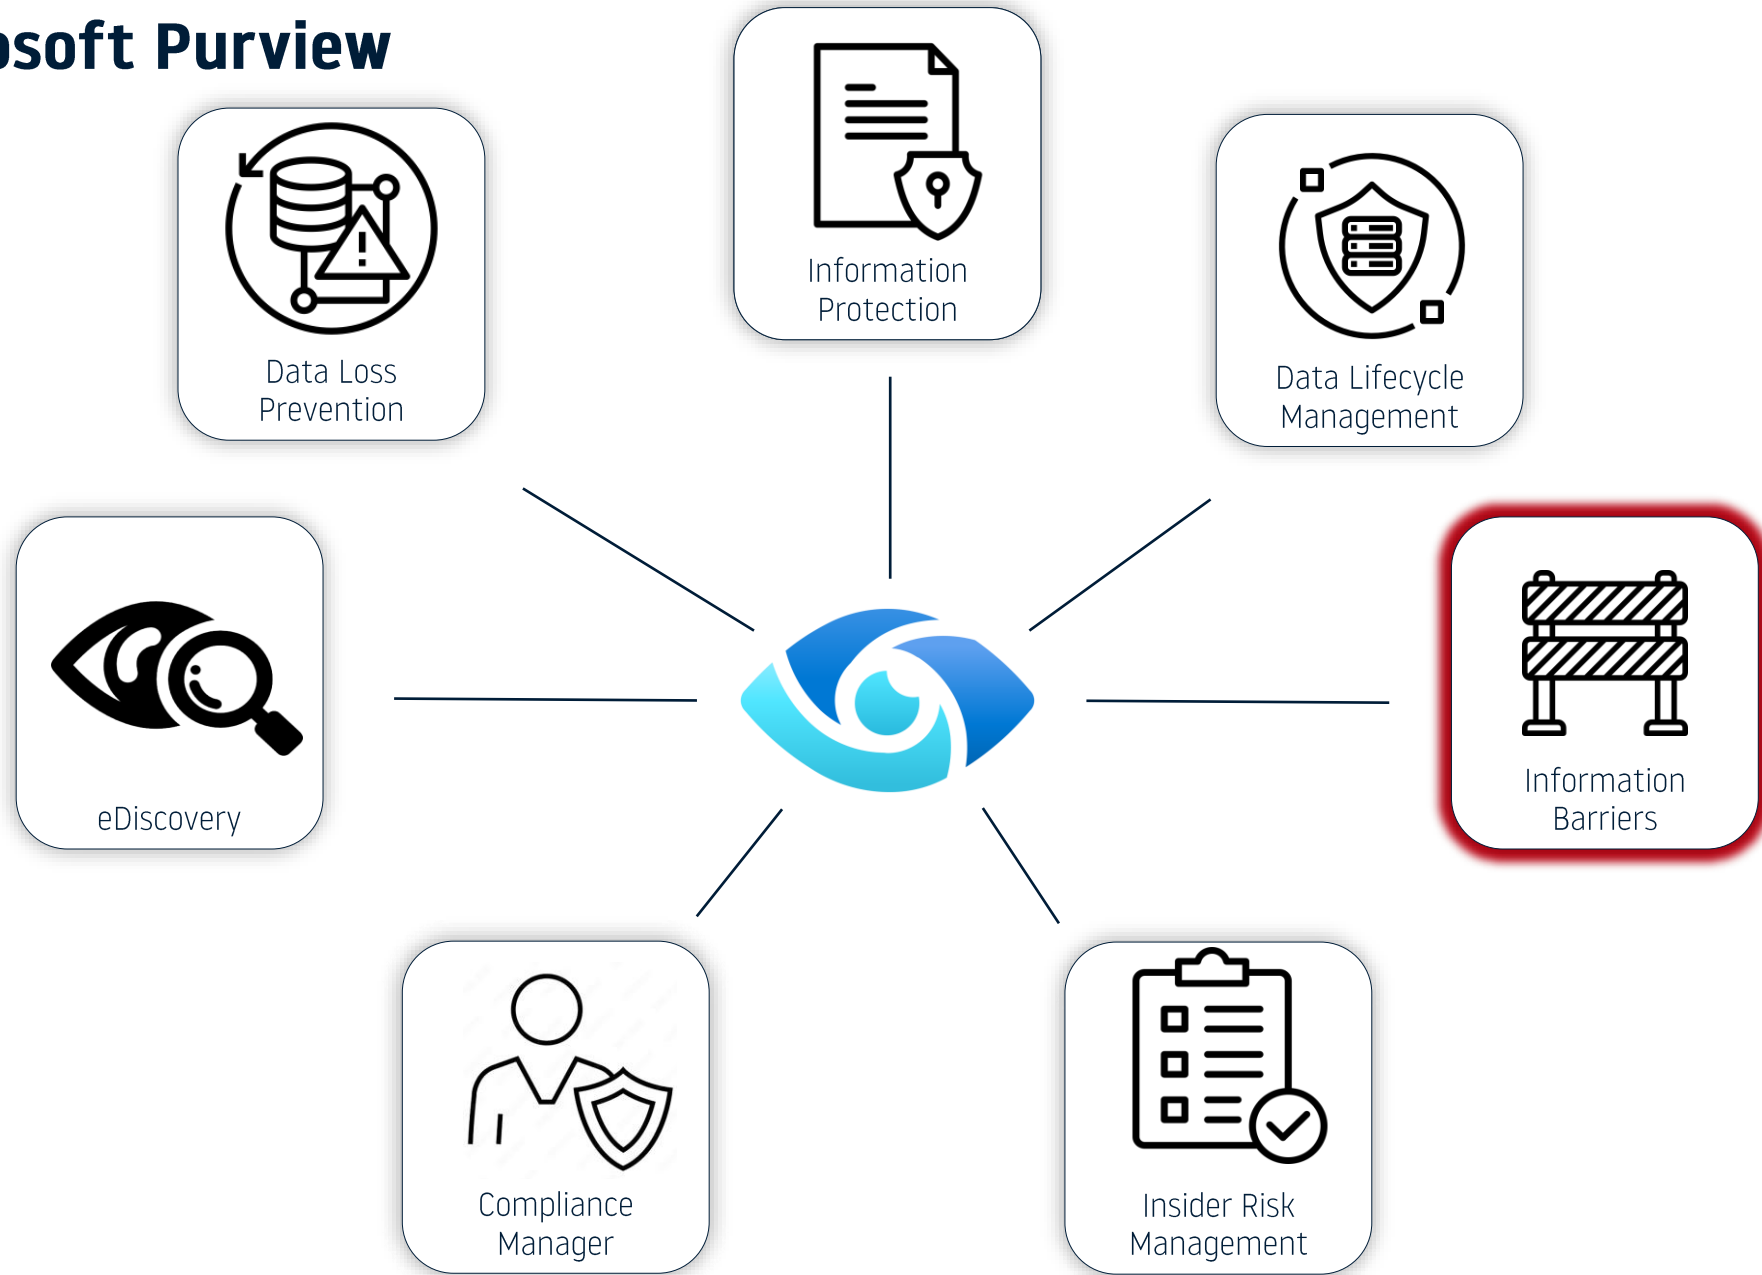 osoft Purview
Information
Protection
Data Loss
Prevention
Data Lifecycle
Management
eDiscovery
Information
Barriers
Compliance
Manager
Insider Risk
Management